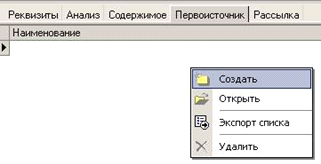 Реквизиты Анализ Содержимое Первоисточник Рассылка
Наименование
Создать
Открыть
Экспорт списка
Удалить